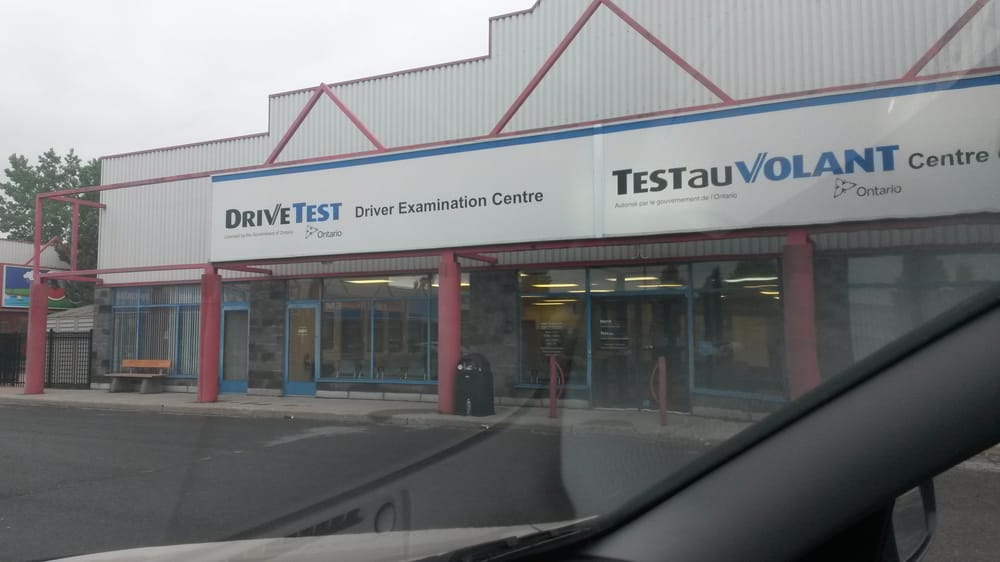 DRIVETEST Driver Examination Centre
Licensed by the Government of Ontario
Ontario
TESTauVOLANT Centre
Autorisé par le gouvernement de l'Ontario
Ontario